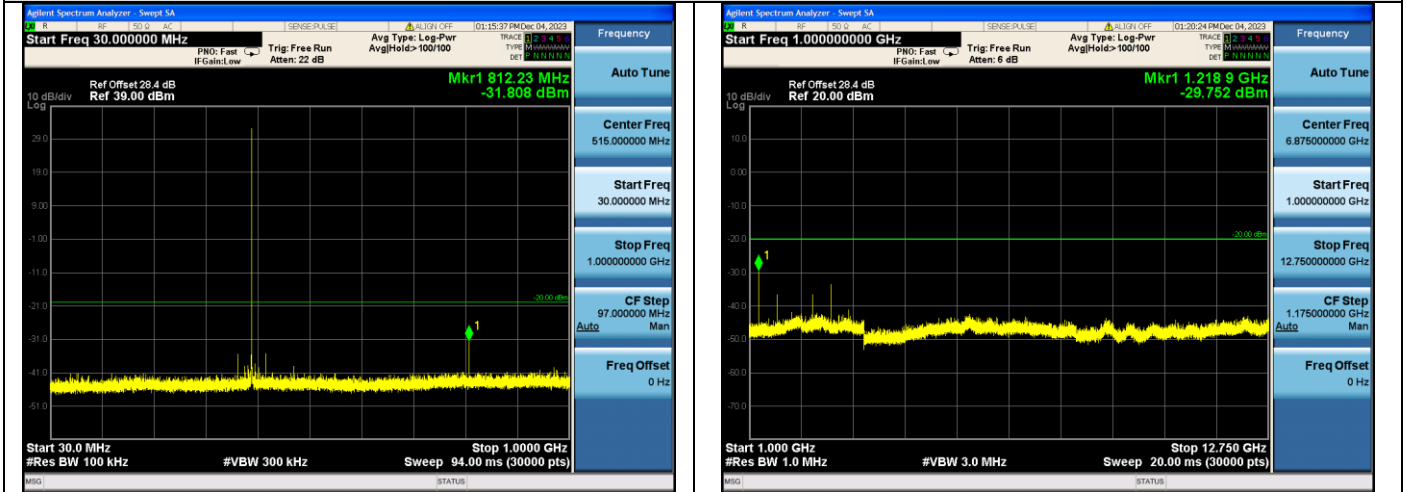 Agilent Spectrum Analyzer - Swept SA
R RF 50 Ω AC SENSE:PULSE ALIGN OFF 01:15:37 PM Dec 04, 2023
Start Freq 30.000000 MHz
PNO: Fast
IFGain:Low
Trig: Free Run
Atten: 22 dB
Avg Type: Log-Pwr
Avg|Hold:> 100/100
TRACE 1 2 3 4 5 6
TYPE M WWWWW
DET P N N N N N
Ref Offset 28.4 dB
Ref 39.00 dBm
10 dB/div
Log
Mkr1 812.23 MHz
-31.808 dBm
29.0
19.0
9.00
-1.00
-11.0
-21.0
-20.00 dBm
1
-31.0
-41.0
-51.0
Start 30.0 MHz
Stop 1.0000 GHz
#Res BW 100 kHz
#VBW 300 kHz
Sweep 94.00 ms (30000 pts)
MSG
STATUS
Frequency
Auto Tune
Center Freq
515.000000 MHz
Start Freq
30.000000 MHz
Stop Freq
1.000000000 GHz
CF Step
97.000000 MHz
Auto Man
Freq Offset
0 Hz
Agilent Spectrum Analyzer - Swept SA
R RF 50 Ω AC SENSE:PULSE ALIGN OFF 01:20:24 PM Dec 04, 2023
Start Freq 1.000000000 GHz
PNO: Fast
IFGain:Low
Trig: Free Run
Atten: 6 dB
Avg Type: Log-Pwr
Avg|Hold:> 100/100
TRACE 1 2 3 4 5 6
TYPE M WWWWW
DET P N N N N N
Ref Offset 28.4 dB
Ref 20.00 dBm
10 dB/div
Log
Mkr1 1.218 9 GHz
-29.752 dBm
10.0
0.00
-10.0
-20.0
-20.00 dBm
1
-30.0
-40.0
-50.0
-60.0
-70.0
Start 1.000 GHz
Stop 12.750 GHz
#Res BW 1.0 MHz
#VBW 3.0 MHz
Sweep 20.00 ms (30000 pts)
MSG
STATUS
Frequency
Auto Tune
Center Freq
6.875000000 GHz
Start Freq
1.000000000 GHz
Stop Freq
12.750000000 GHz
CF Step
1.175000000 GHz
Auto Man
Freq Offset
0 Hz